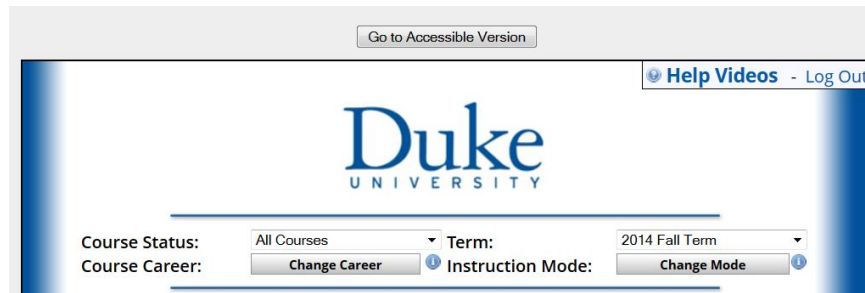 Go to Accessible Version
Help Videos - Log Out
Duke
UNIVERSITY
Course Status: All Courses Term: 2014 Fall Term
Course Career: Change Career Instruction Mode: Change Mode